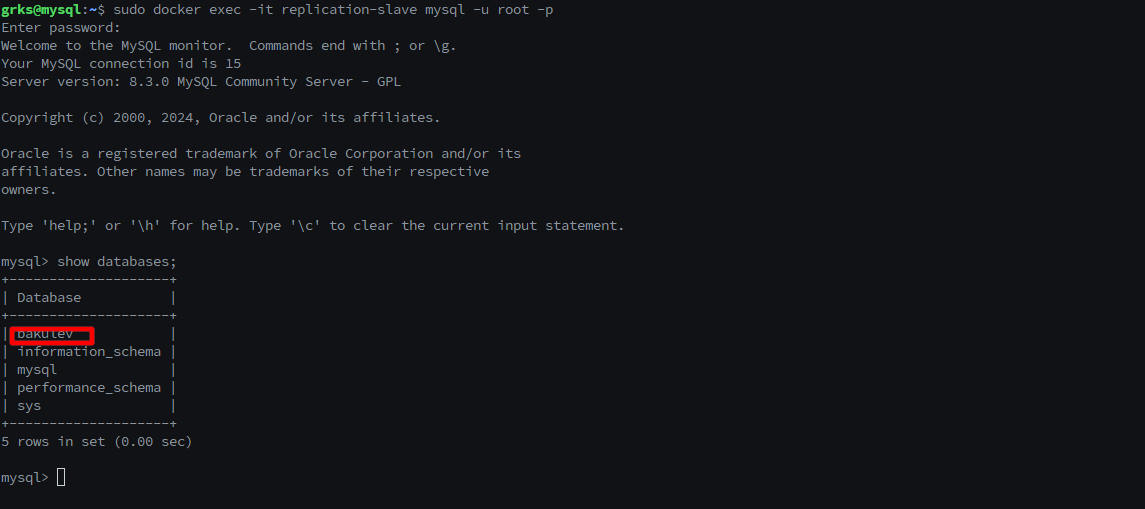 grks@mysql:~$ sudo docker exec -it replication-slave mysql -u root -p
Enter password:
Welcome to the MySQL monitor.  Commands end with ; or \g.
Your MySQL connection id is 15
Server version: 8.3.0 MySQL Community Server - GPL
Copyright (c) 2000, 2024, Oracle and/or its affiliates.
Oracle is a registered trademark of Oracle Corporation and/or its
affiliates. Other names may be trademarks of their respective
owners.
Type 'help;' or '\h' for help. Type '\c' to clear the current input statement.
mysql> show databases;
+--------------------+
| Database           |
+--------------------+
| bakulev            |
| information_schema |
| mysql              |
| performance_schema |
| sys                |
+--------------------+
5 rows in set (0.00 sec)
mysql>